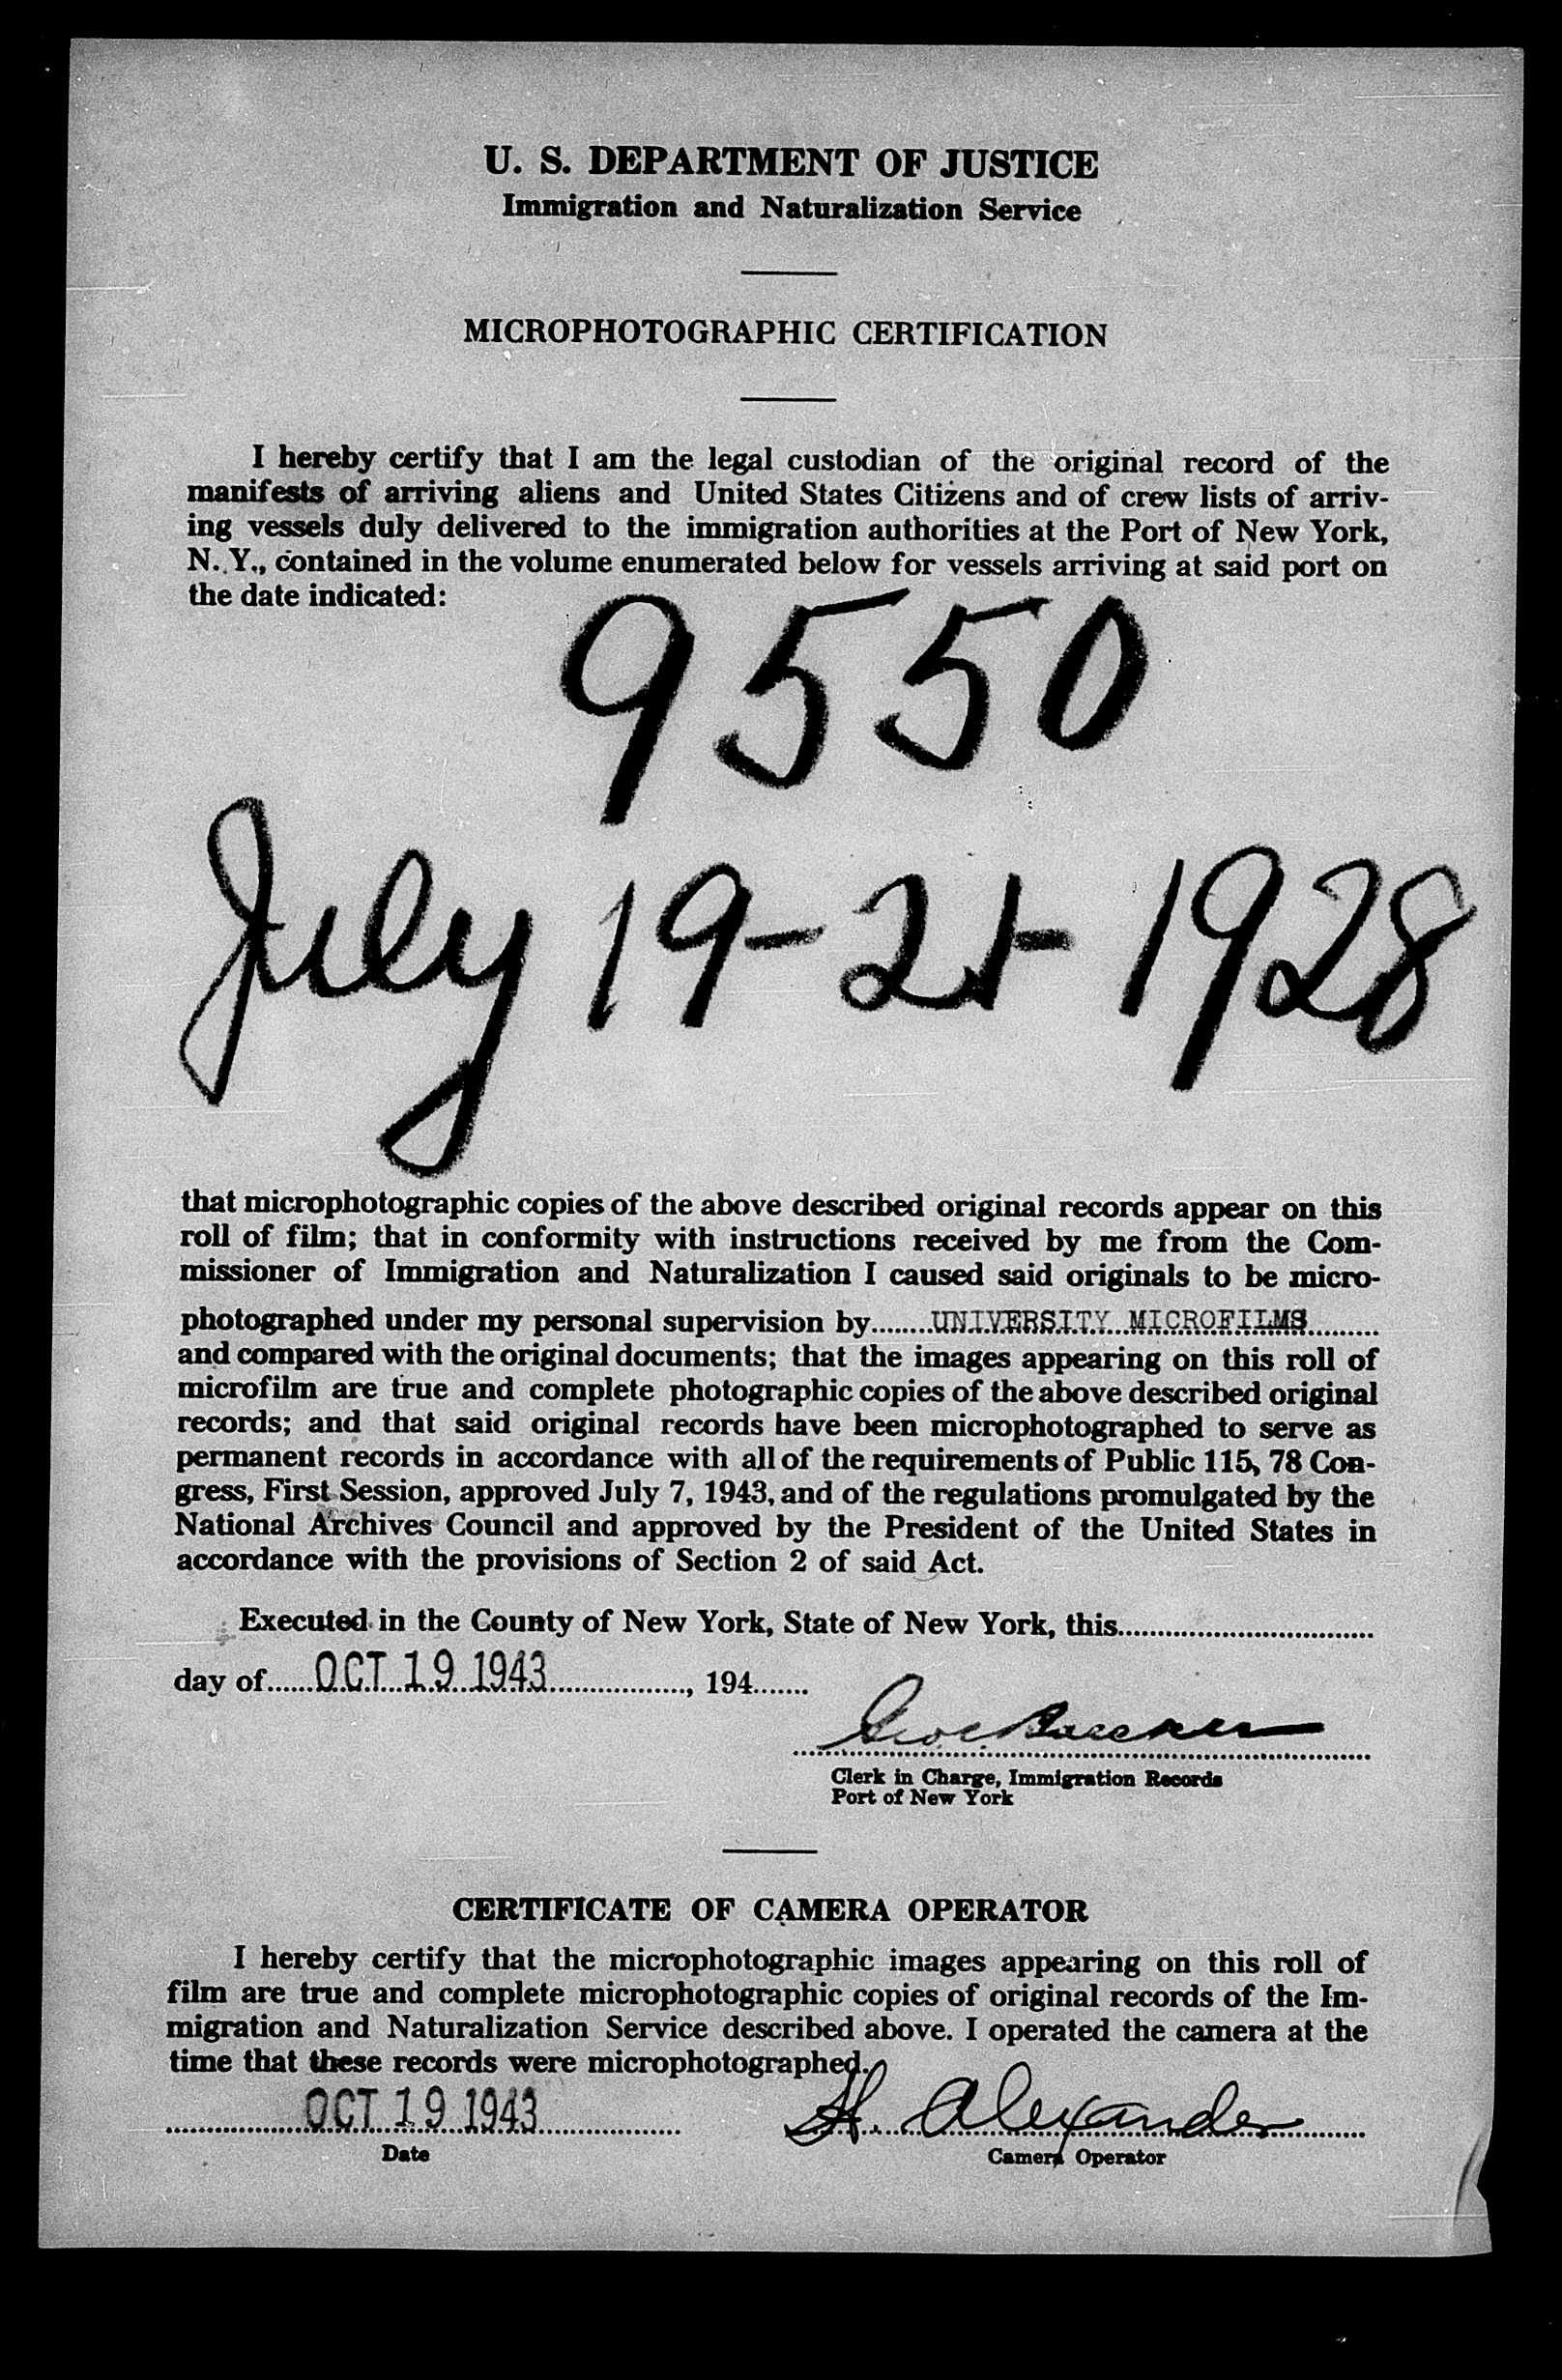 U. S. DEPARTMENT OF JUSTICE
Immigration and Naturalization Service
MICROPHOTOGRAPHIC CERTIFICATION
I hereby certify that I am the legal custodian of the original record of the
manifests of arriving aliens and United States Citizens and of crew lists of arriv-
ing vessels duly delivered to the immigration authorities at the Port of New York,
N. Y., contained in the volume enumerated below for vessels arriving at said port on
the date indicated:
9550
July 19-21-1928
that microphotographic copies of the above described original records appear on this
roll of film; that in conformity with instructions received by me from the Com-
missioner of Immigration and Naturalization I caused said originals to be micro-
photographed under my personal supervision by........UNIVERSITY MICROFILMS..........
and compared with the original documents; that the images appearing on this roll of
microfilm are true and complete photographic copies of the above described original
records; and that said original records have been microphotographed to serve as
permanent records in accordance with all of the requirements of Public 115, 78 Con-
gress, First Session, approved July 7, 1943, and of the regulations promulgated by the
National Archives Council and approved by the President of the United States in
accordance with the provisions of Section 2 of said Act.
Executed in the County of New York, State of New York, this................................
day of......OCT 19 1943.................., 194.......
Geo
Clerk in Charge, Immigration Records
Port of New York
CERTIFICATE OF CAMERA OPERATOR
I hereby certify that the microphotographic images appearing on this roll of
film are true and complete microphotographic copies of original records of the Im-
migration and Naturalization Service described above. I operated the camera at the
time that these records were microphotographed.
OCT 19 1943 H. Alexander
Date Camera Operator